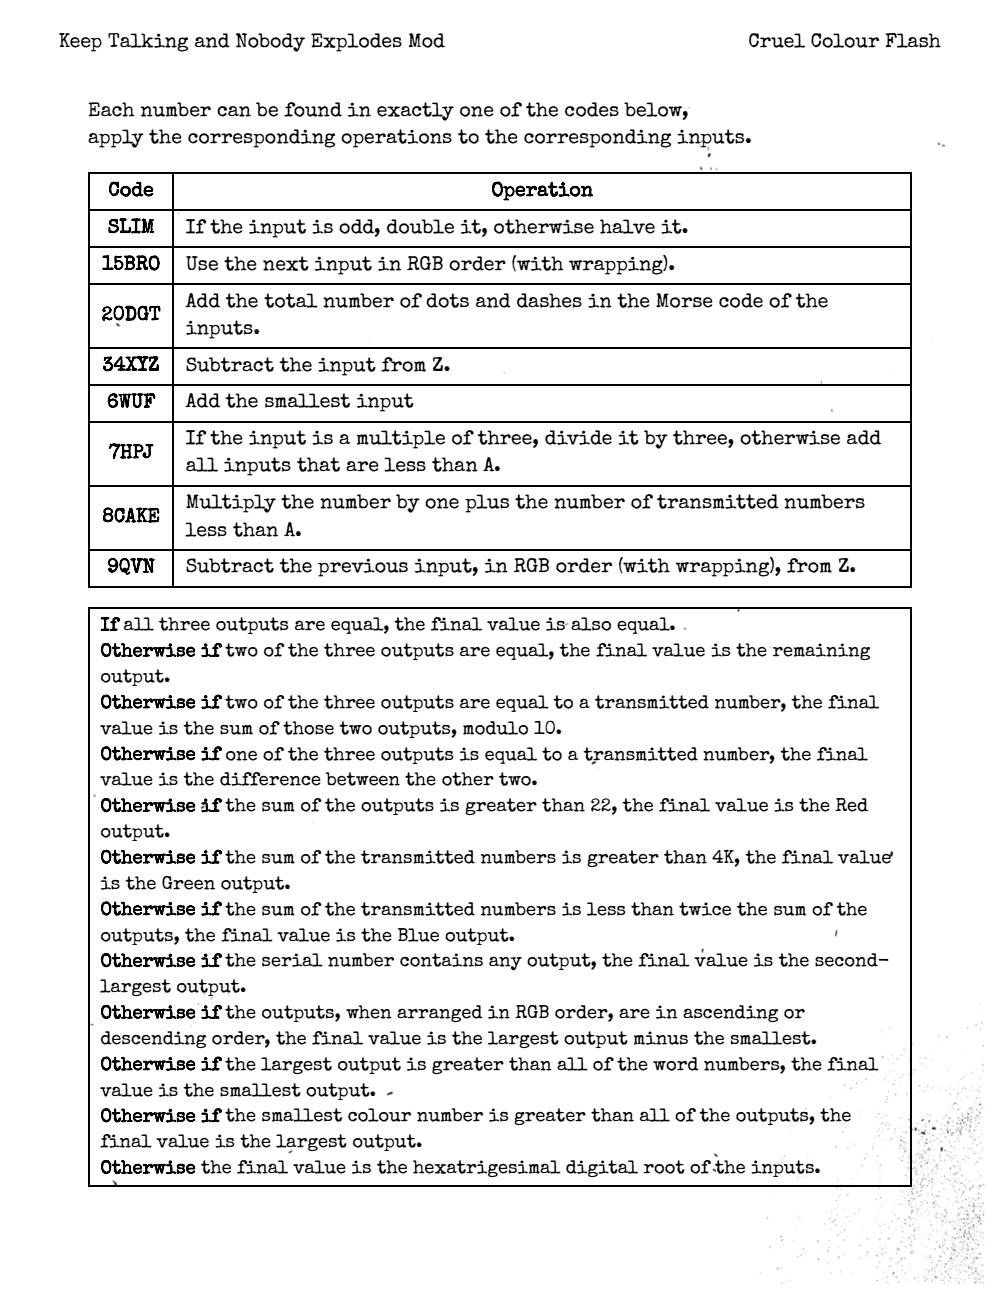 Keep Talking and Nobody Explodes Mod
Cruel Colour Flash
Each number can be found in exactly one of the codes below,
apply the corresponding operations to the corresponding inputs.
Code
Operation
SLIM
If the input is odd, double it, otherwise halve it.
15BRO
Use the next input in RGB order (with wrapping).
20DGT
Add the total number of dots and dashes in the Morse code of the
inputs.
34XYZ
Subtract the input from Z.
6WUF
Add the smallest input
7HPJ
If the input is a multiple of three, divide it by three, otherwise add
all inputs that are less than A.
8CAKE
Multiply the number by one plus the number of transmitted numbers
less than A.
9QVN
Subtract the previous input, in RGB order (with wrapping), from Z.
If all three outputs are equal, the final value is also equal.
Otherwise if two of the three outputs are equal, the final value is the remaining
output.
Otherwise if two of the three outputs are equal to a transmitted number, the final
value is the sum of those two outputs, modulo 10.
Otherwise if one of the three outputs is equal to a transmitted number, the final
value is the difference between the other two.
Otherwise if the sum of the outputs is greater than 22, the final value is the Red
output.
Otherwise if the sum of the transmitted numbers is greater than 4K, the final value
is the Green output.
Otherwise if the sum of the transmitted numbers is less than twice the sum of the
outputs, the final value is the Blue output.
Otherwise if the serial number contains any output, the final value is the second-
largest output.
Otherwise if the outputs, when arranged in RGB order, are in ascending or
descending order, the final value is the largest output minus the smallest.
Otherwise if the largest output is greater than all of the word numbers, the final
value is the smallest output.
Otherwise if the smallest colour number is greater than all of the outputs, the
final value is the largest output.
Otherwise the final value is the hexatrigesimal digital root of the inputs.